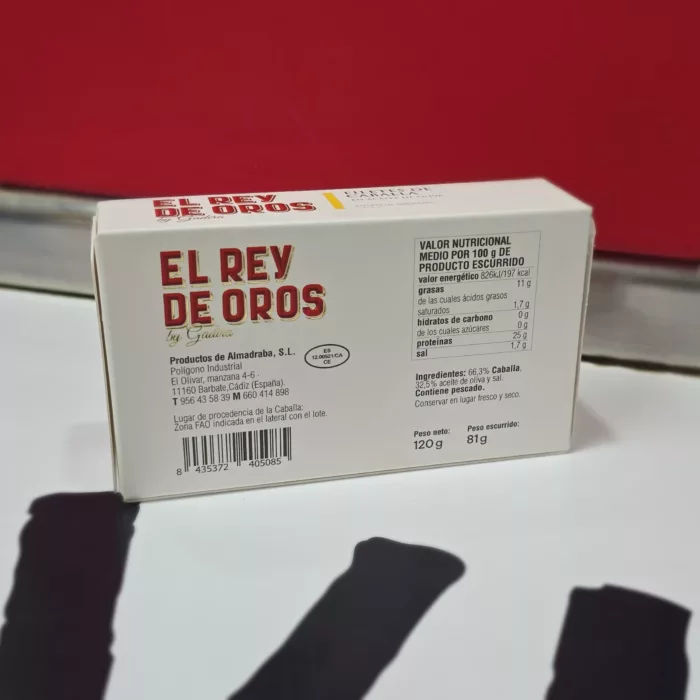 EL REY
DE OROS
FILETES DE
CABALLA
EL REY
DE OROS
by Gadira
Productos de Almadraba, S.L.
Polígono Industrial
El Olivar, manzana 4-6 -
11160 Barbate,Cádiz (España).
T 956 43 58 39 M 660 414 898
ES
12.00521/CA
CE
Lugar de procedencia de la Caballa:
Zona FAO indicada en el lateral con el lote.
8 435372 405085
VALOR NUTRICIONAL
MEDIO POR 100 g DE
PRODUCTO ESCURRIDO
valor energético 826kJ/197 kcal
grasas 11 g
de las cuales ácidos grasos
saturados 1,7 g
hidratos de carbono 0 g
de los cuales azúcares 0 g
proteínas 25 g
sal 1,7 g
Ingredientes: 66,3% Caballa,
32,5% aceite de oliva y sal.
Contiene pescado.
Conservar en lugar fresco y seco.
Peso neto: Peso escurrido:
120g 81g